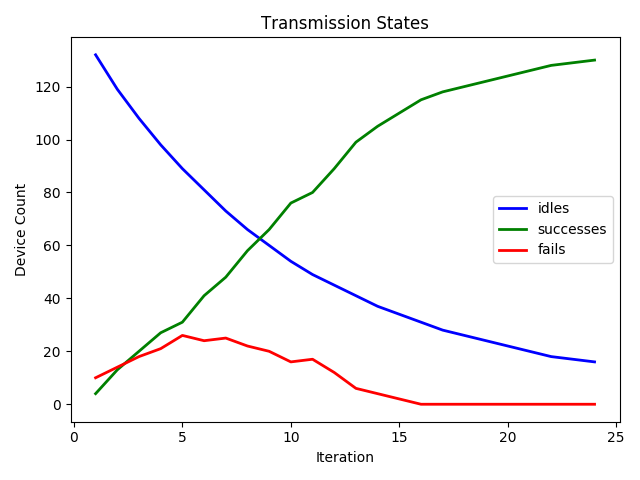 Transmission States
Device Count
120
100
80
60
40
20
0
idles
successes
fails
0 5 10 15 20 25
Iteration